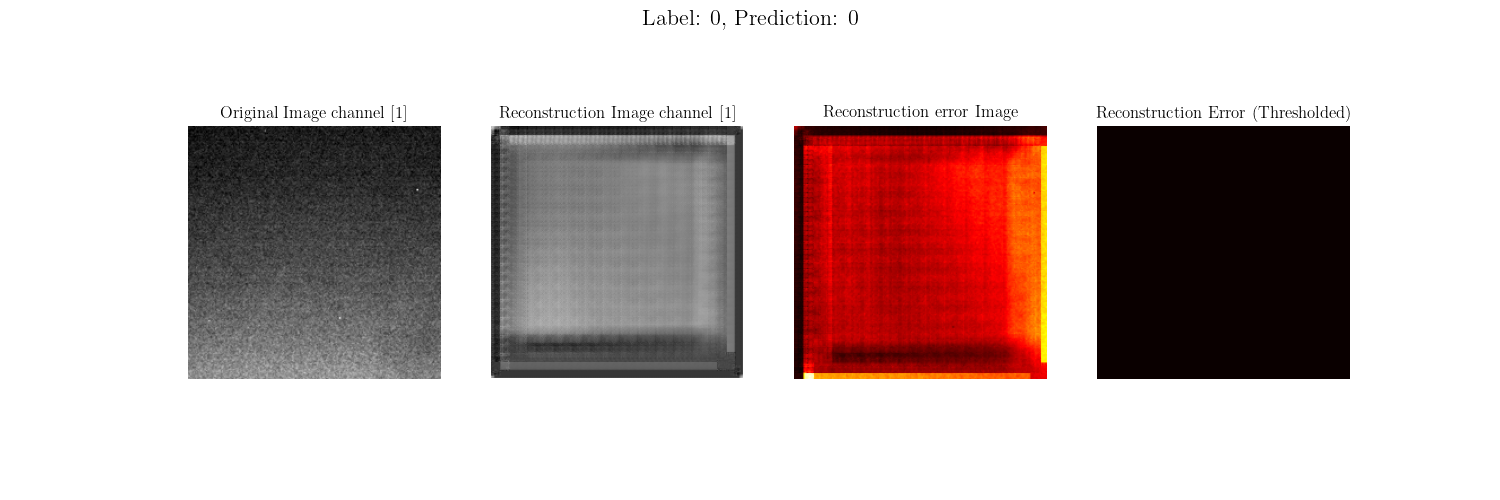 Label: 0, Prediction: 0
Original Image channel [1]
Reconstruction Image channel [1]
Reconstruction error Image
Reconstruction Error (Thresholded)